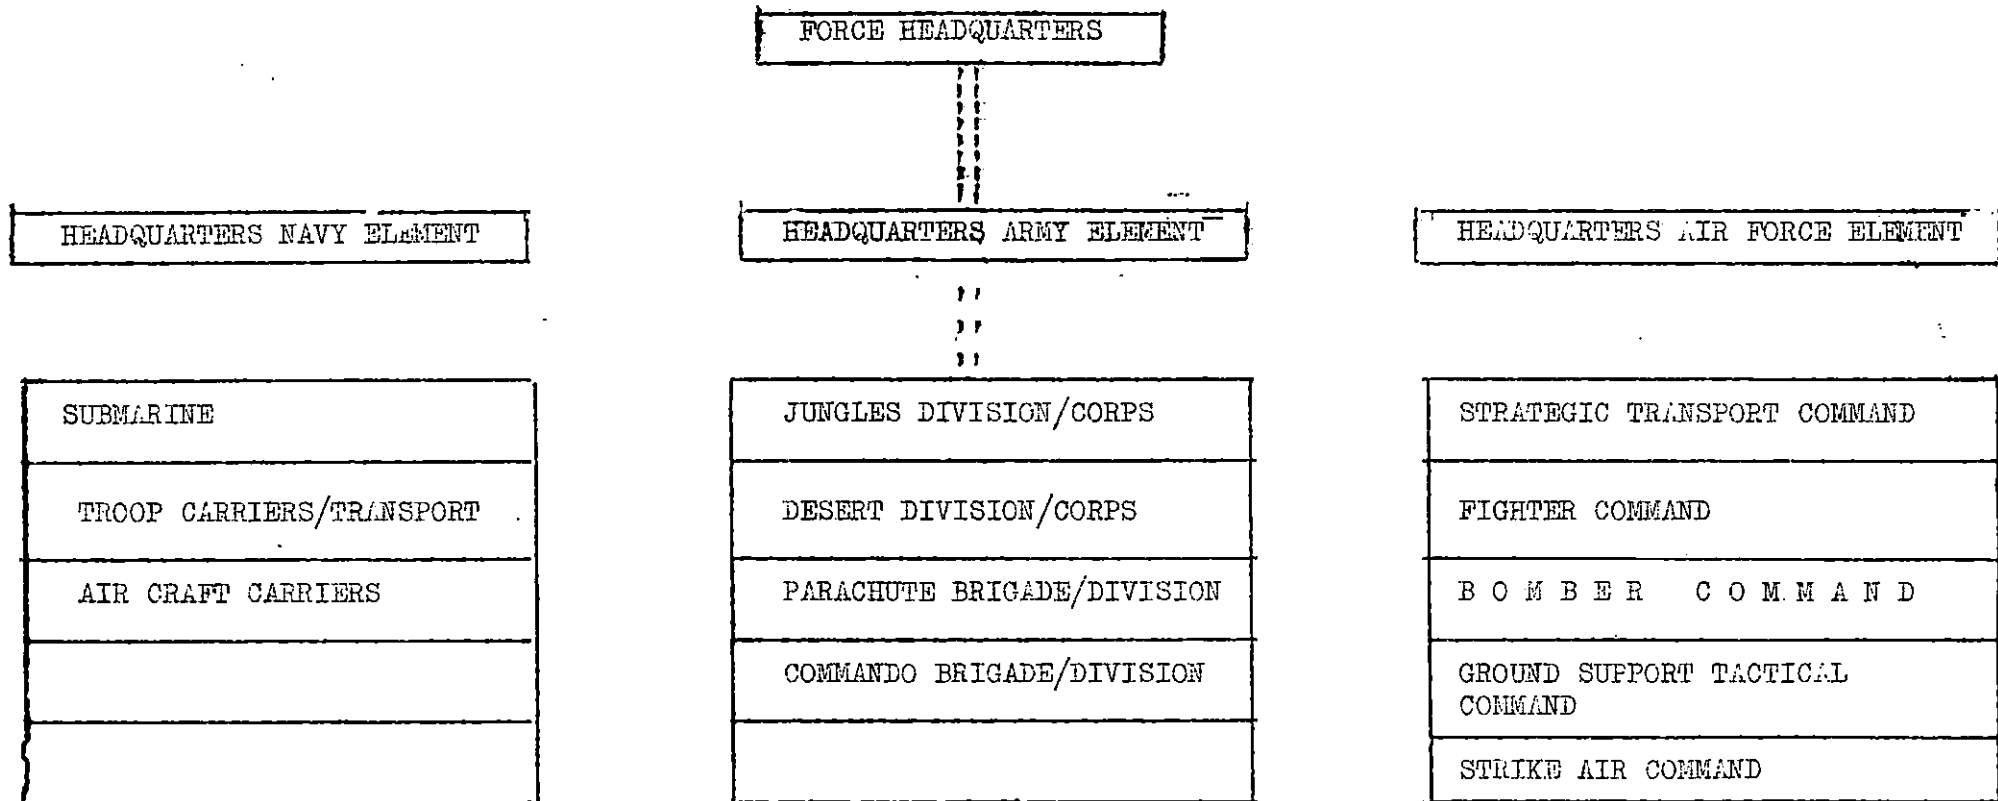 FORCE HEADQUARTERS
HEADQUARTERS NAVY ELEMENT
HEADQUARTERS ARMY ELEMENT
HEADQUARTERS AIR FORCE ELEMENT
SUBMARINE
TROOP CARRIERS/TRANSPORT
AIR CRAFT CARRIERS
JUNGLES DIVISION/CORPS
DESERT DIVISION/CORPS
PARACHUTE BRIGADE/DIVISION
COMMANDO BRIGADE/DIVISION
STRATEGIC TRANSPORT COMMAND
FIGHTER COMMAND
B O M B E R C O M M A N D
GROUND SUPPORT TACTICAL
COMMAND
STRIKE AIR COMMAND